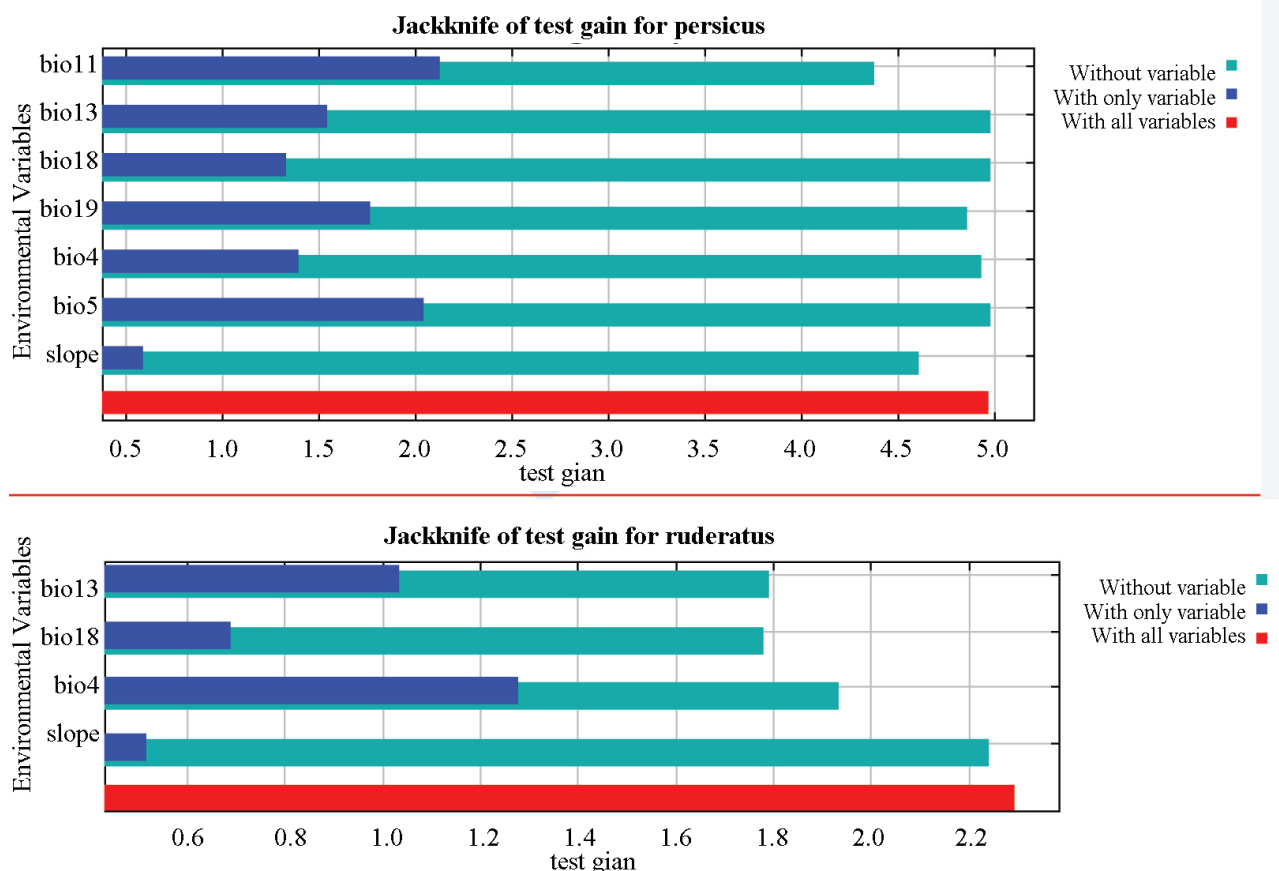 Jackknife of test gain for persicus
Environmental Variables
bio11
bio13
bio18
bio19
bio4
bio5
slope
0.5 1.0 1.5 2.0 2.5 3.0 3.5 4.0 4.5 5.0
test gian
Without variable
With only variable
With all variables
Jackknife of test gain for ruderatus
Environmental Variables
bio13
bio18
bio4
slope
0.6 0.8 1.0 1.2 1.4 1.6 1.8 2.0 2.2
test gian
Without variable
With only variable
With all variables